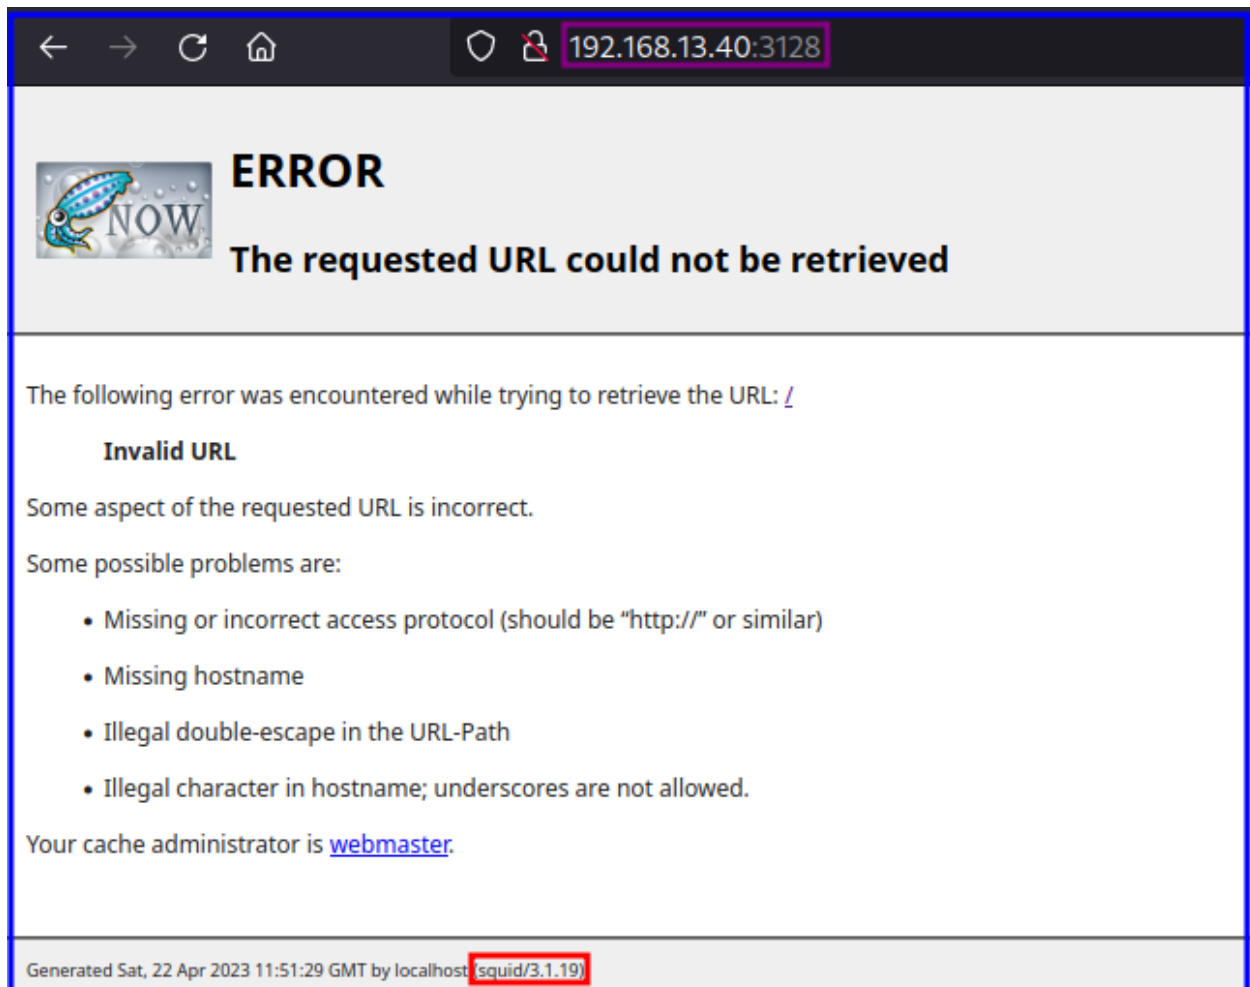 192.168.13.40:3128
NOW
ERROR
The requested URL could not be retrieved
The following error was encountered while trying to retrieve the URL: /
Invalid URL
Some aspect of the requested URL is incorrect.
Some possible problems are:
• Missing or incorrect access protocol (should be “http://” or similar)
• Missing hostname
• Illegal double-escape in the URL-Path
• Illegal character in hostname; underscores are not allowed.
Your cache administrator is webmaster.
Generated Sat, 22 Apr 2023 11:51:29 GMT by localhost (squid/3.1.19)